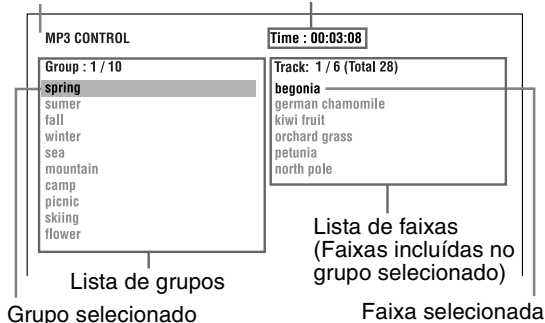 MP3 CONTROL
Time : 00:03:08
Group : 1 / 10
spring
sumer
fall
winter
sea
mountain
camp
picnic
skiing
flower
Track: 1 / 6 (Total 28)
begonia
german chamomile
kiwi fruit
orchard grass
petunia
north pole
Lista de faixas
(Faixas incluídas no
grupo selecionado)
Lista de grupos
Grupo selecionado
Faixa selecionada